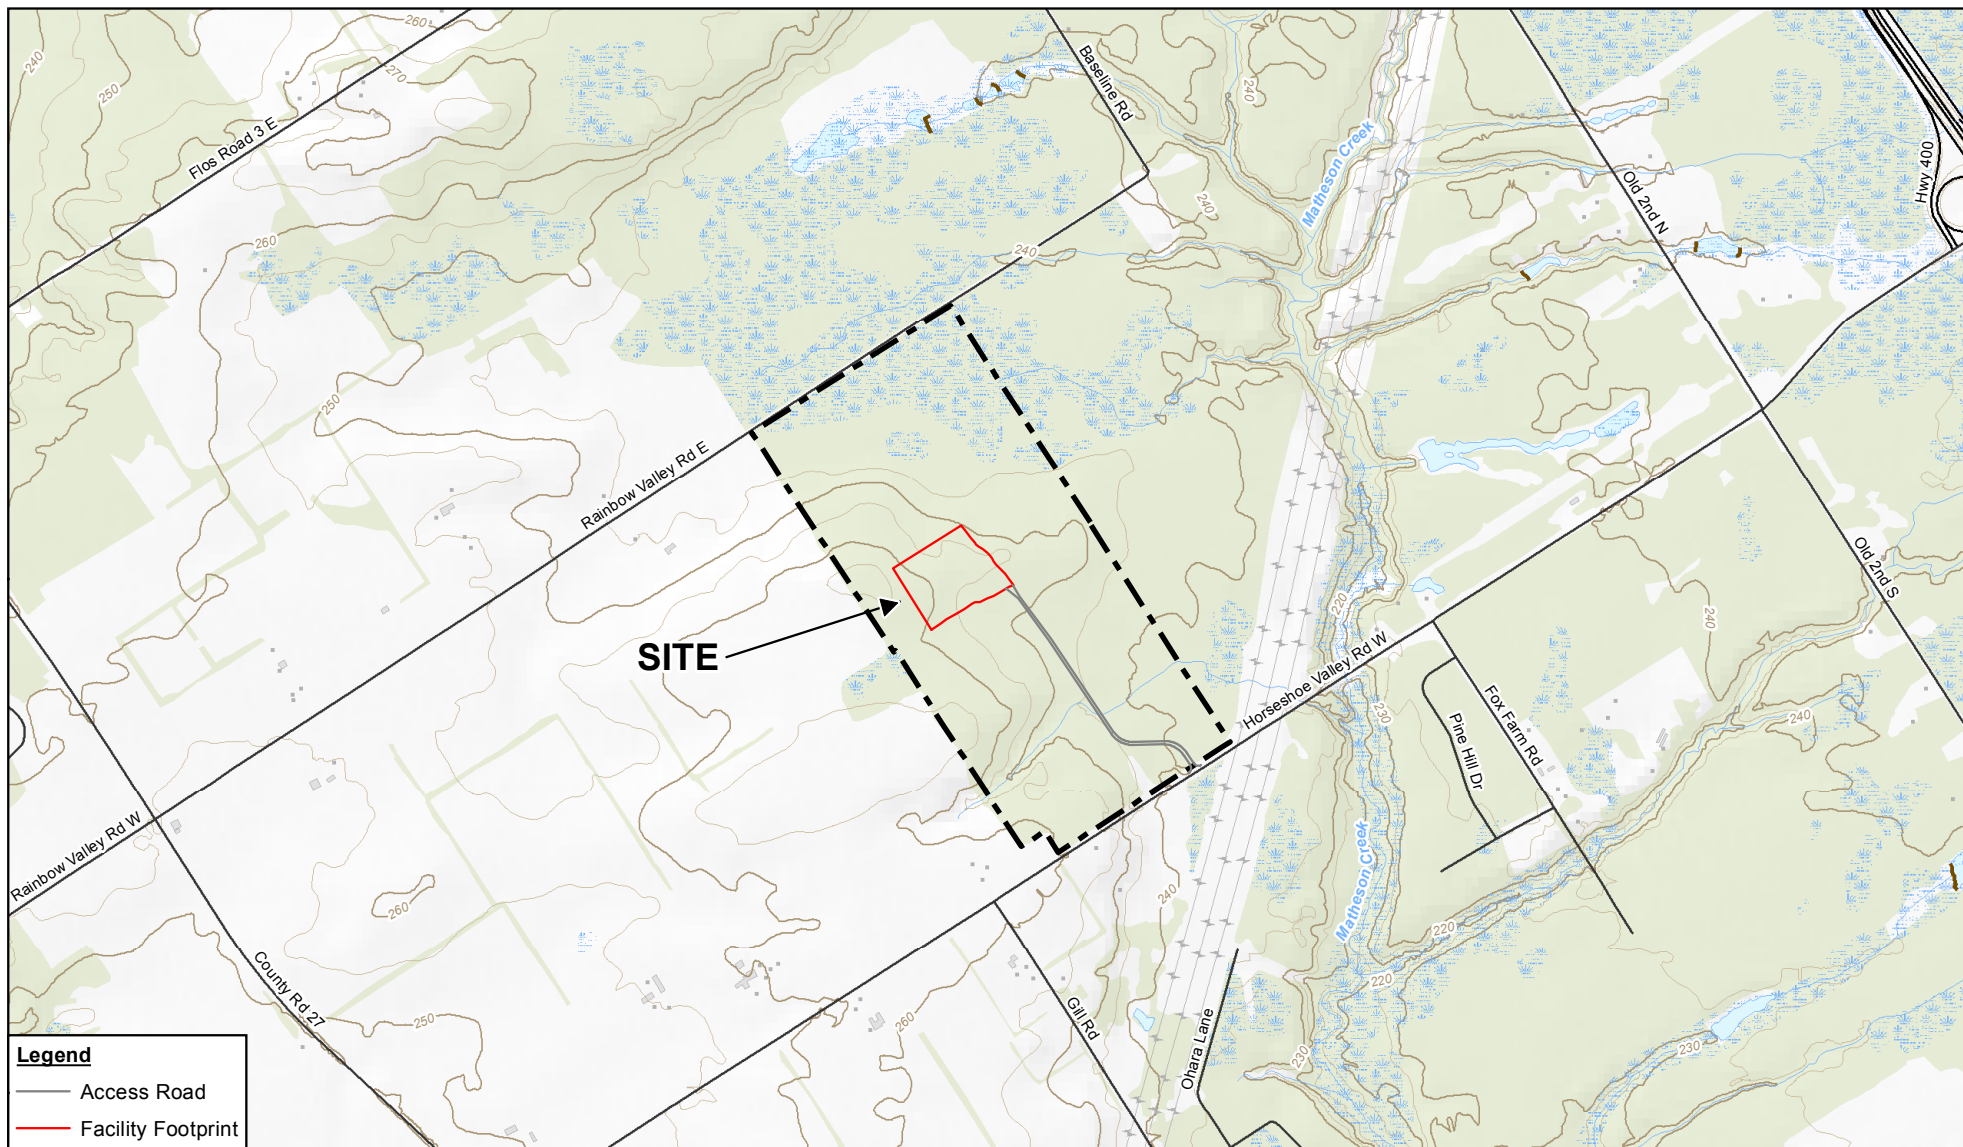 260
240
270
250
Flos Road 3 E
Baseline Rd
240
Matheson Creek
Old 2nd N
Hwy 400
240
260
240
250
Rainbow Valley Rd E
SITE
Old 2nd S
220
240
Horseshoe Valley Rd W
230
Fox Farm Rd
Pine Hill Dr
240
Rainbow Valley Rd W
260
Matheson Creek
240
220
220
County Rd 27
250
260
Gill Rd
Ohara Lane
230
230
Legend
Access Road
Facility Footprint